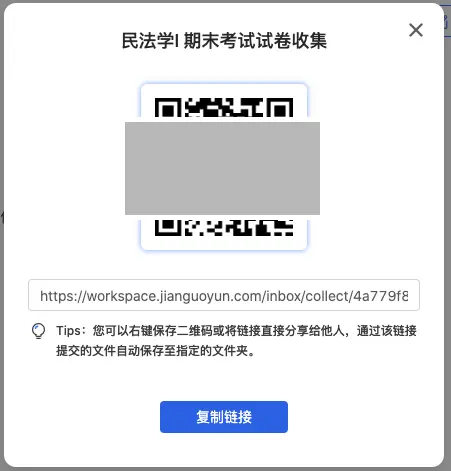 民法学I 期末考试试卷收集
https://workspace.jianguoyun.com/inbox/collect/4a779f8
Tips：您可以右键保存二维码或将链接直接分享给他人，通过该链接
提交的文件自动保存至指定的文件夹。
复制链接